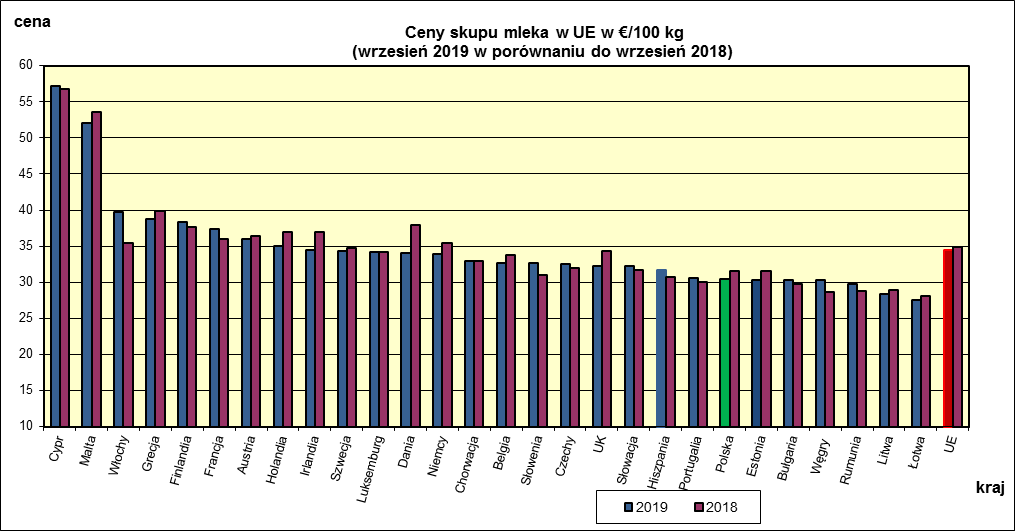 cena
Ceny skupu mleka w UE w €/100 kg
(wrzesień 2019 w porównaniu do wrzesień 2018)
60
55
50
45
40
35
30
25
20
15
10
Cypr
Malta
Włochy
Grecja
Finlandia
Francja
Austria
Holandia
Irlandia
Szwecja
Luksemburg
Dania
Niemcy
Chorwacja
Belgia
Słowenia
Czechy
UK
Słowacja
Hiszpania
Portugalia
Polska
Estonia
Bułgaria
Węgry
Rumunia
Litwa
Łotwa
UE
kraj
2019 2018